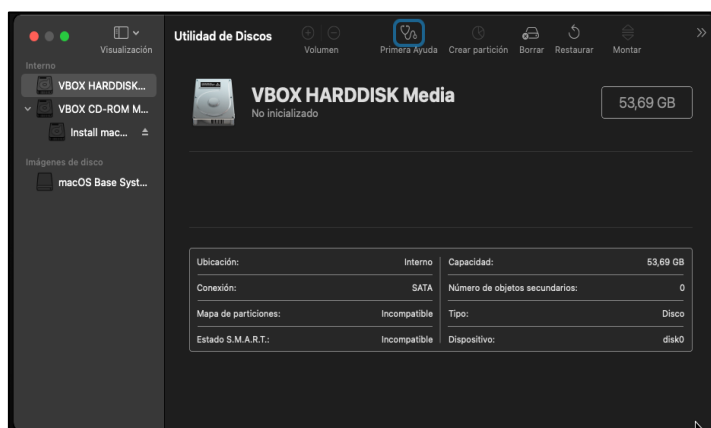 Visualización
Utilidad de Discos
Volumen
Primera Ayuda
Crear partición
Borrar
Restaurar
Montar
Interno
VBOX HARDDISK...
VBOX CD-ROM M...
Install mac...
Imágenes de disco
macOS Base Syst...
VBOX HARDDISK Media
No inicializado
53,69 GB
Ubicación: Interno
Capacidad: 53,69 GB
Conexión: SATA
Número de objetos secundarios: 0
Mapa de particiones: Incompatible
Tipo: Disco
Estado S.M.A.R.T.: Incompatible
Dispositivo: disk0